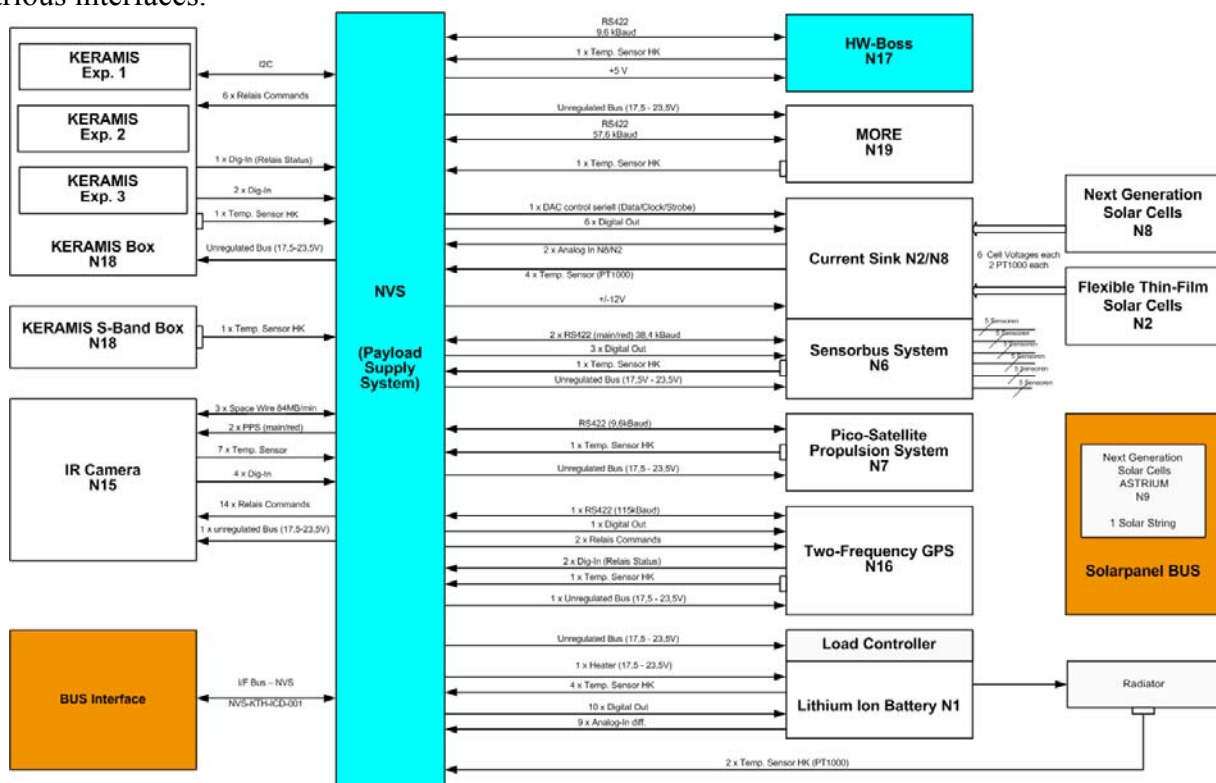 various interfaces.
KERAMIS
Exp. 1
KERAMIS
Exp. 2
KERAMIS
Exp. 3
KERAMIS Box
N18
I2C
6 x Relais Commands
1 x Dig-In (Relais Status)
2 x Dig-In
1 x Temp. Sensor HK
Unregulated Bus (17,5-23,5V)
KERAMIS S-Band Box
N18
1 x Temp. Sensor HK
IR Camera
N15
3 x Space Wire 84MB/min
2 x PPS (main/red)
7 x Temp. Sensor
4 x Dig-In
14 x Relais Commands
1 x unregulated Bus (17,5-23,5V)
BUS Interface
I/F Bus – NVS
NVS-KTH-ICD-001
NVS
(Payload
Supply
System)
RS422
9,6 kBaud
1 x Temp. Sensor HK
+5 V
HW-Boss
N17
Unregulated Bus (17,5 - 23,5V)
RS422
57,6 kBaud
1 x Temp. Sensor HK
MORE
N19
1 x DAC control seriell (Data/Clock/Strobe)
6 x Digital Out
2 x Analog In N8/N2
4 x Temp. Sensor (PT1000)
+/-12V
Current Sink N2/N8
6 Cell Voltages each
2 PT1000 each
Next Generation
Solar Cells
N8
Flexible Thin-Film
Solar Cells
N2
2 x RS422 (main/red) 38,4 kBaud
3 x Digital Out
1 x Temp. Sensor HK
Unregulated Bus (17,5V - 23,5V)
Sensorbus System
N6
5 Sensoren
5 Sensoren
5 Sensoren
5 Sensoren
5 Sensoren
5 Sensoren
RS422 (9,6kBaud)
1 x Temp. Sensor HK
Unregulated Bus (17,5 - 23,5V)
Pico-Satellite
Propulsion System
N7
Next Generation
Solar Cells
ASTRIUM
N9
1 Solar String
Solarpanel BUS
1 x RS422 (115kBaud)
1 x Digital Out
2 x Relais Commands
2 x Dig-In (Relais Status)
1 x Temp. Sensor HK
1 x Unregulated Bus (17,5 - 23,5V)
Two-Frequency GPS
N16
Unregulated Bus (17,5 - 23,5V)
1 x Heater (17,5 - 23,5V)
4 x Temp. Sensor HK
10 x Digital Out
9 x Analog-In diff.
Load Controller
Lithium Ion Battery N1
Radiator
2 x Temp. Sensor HK (PT1000)